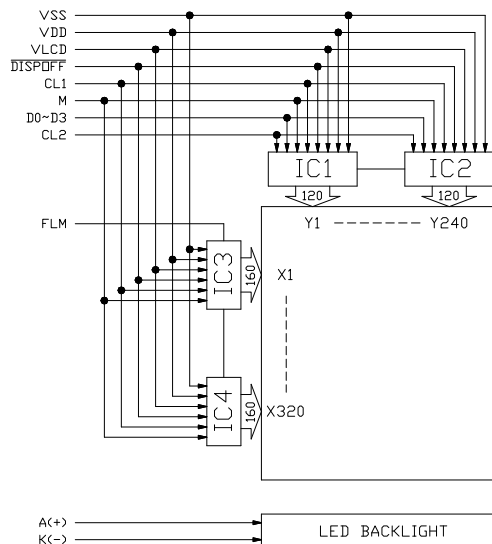 VSS
VDD
VLCD
DISPOFF
CL1
M
D0~D3
CL2
IC1
IC2
120
120
FLM
Y1
Y240
IC3
160
X1
IC4
160
X320
A(+)
K(-)
LED BACKLIGHT